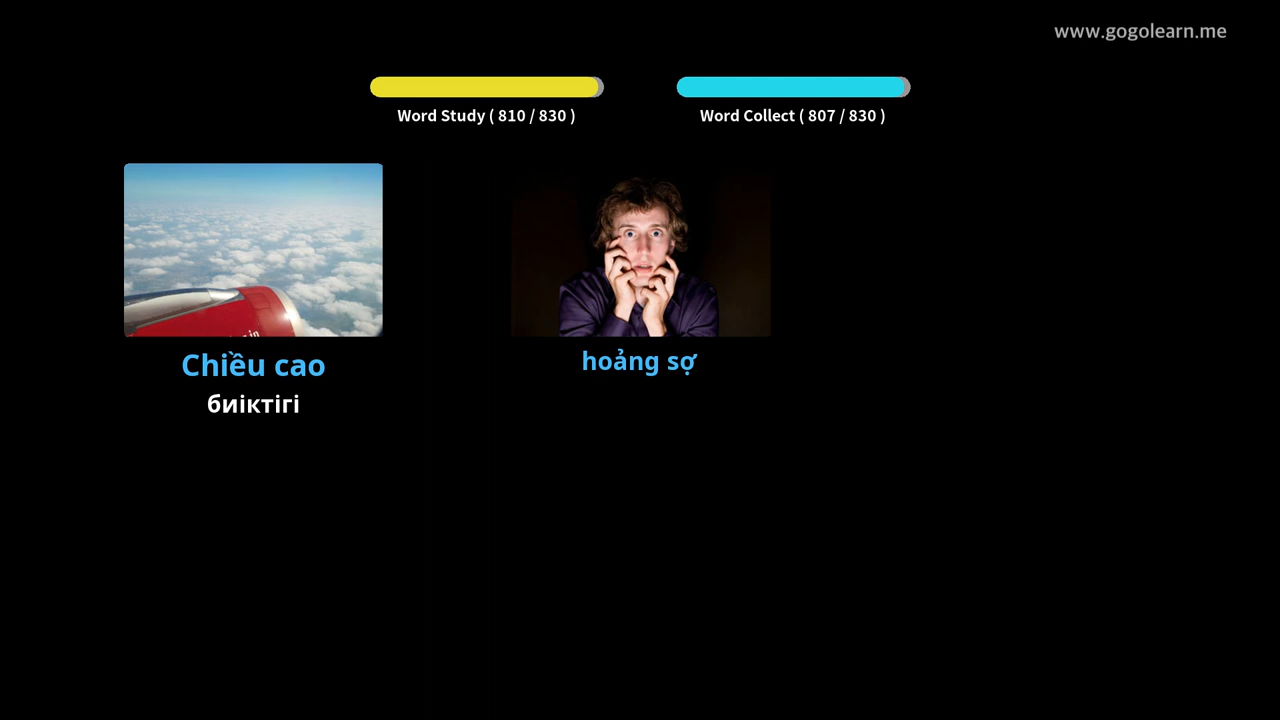 www.gogolearn.me
Word Study ( 810 / 830 )
Word Collect ( 807 / 830 )
Chiều cao
биіктігі
hoảng sợ